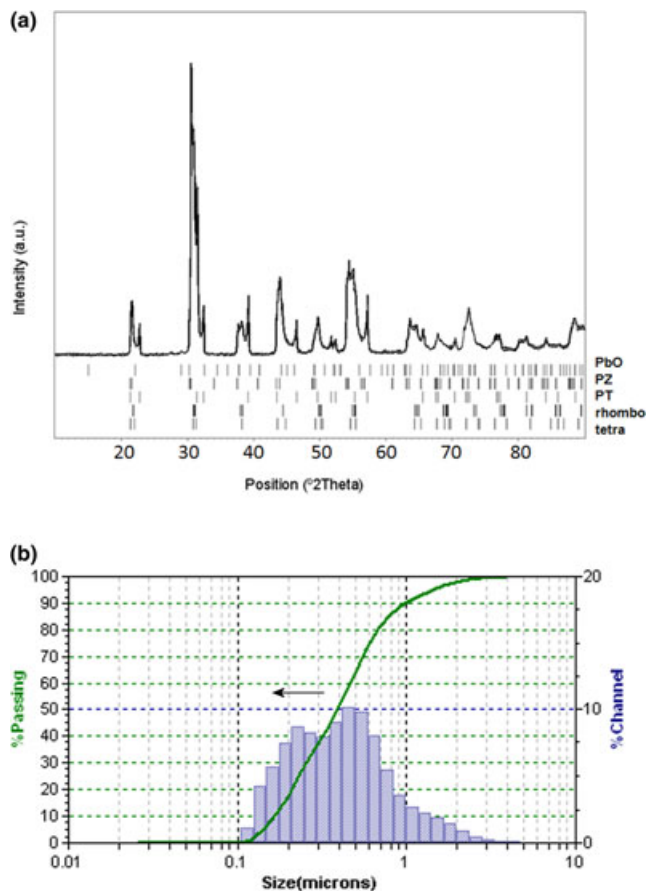 (a)
Intensity (a.u.)
PbO
PZ
PT
rhombo
tetra
20 30 40 50 60 70 80
Position (°2Theta)
(b)
%Passing
100
90
80
70
60
50
40
30
20
10
0
20
10
0
%Channel
0.01 0.1 1 10
Size(microns)